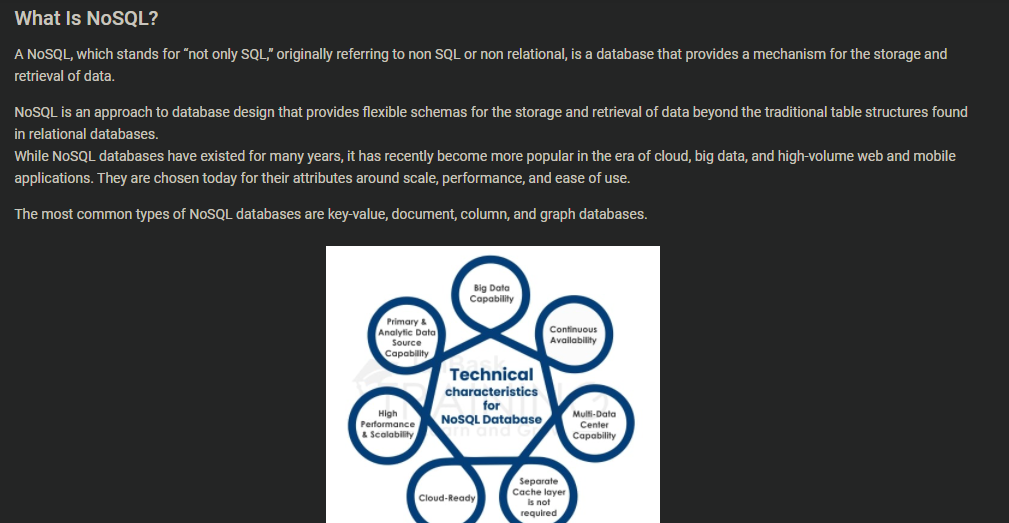 What Is NoSQL?
A NoSQL, which stands for “not only SQL,” originally referring to non SQL or non relational, is a database that provides a mechanism for the storage and
retrieval of data.
NoSQL is an approach to database design that provides flexible schemas for the storage and retrieval of data beyond the traditional table structures found
in relational databases.
While NoSQL databases have existed for many years, it has recently become more popular in the era of cloud, big data, and high-volume web and mobile
applications. They are chosen today for their attributes around scale, performance, and ease of use.
The most common types of NoSQL databases are key-value, document, column, and graph databases.
Big Data
Capability
Primary &
Analytic Data
Source
Capability
Continuous
Availability
Technical
characteristics
for
NoSQL Database
High
Performance
& Scalability
Multi-Data
Center
Capability
Cloud-Ready
Separate
Cache layer
is not
required